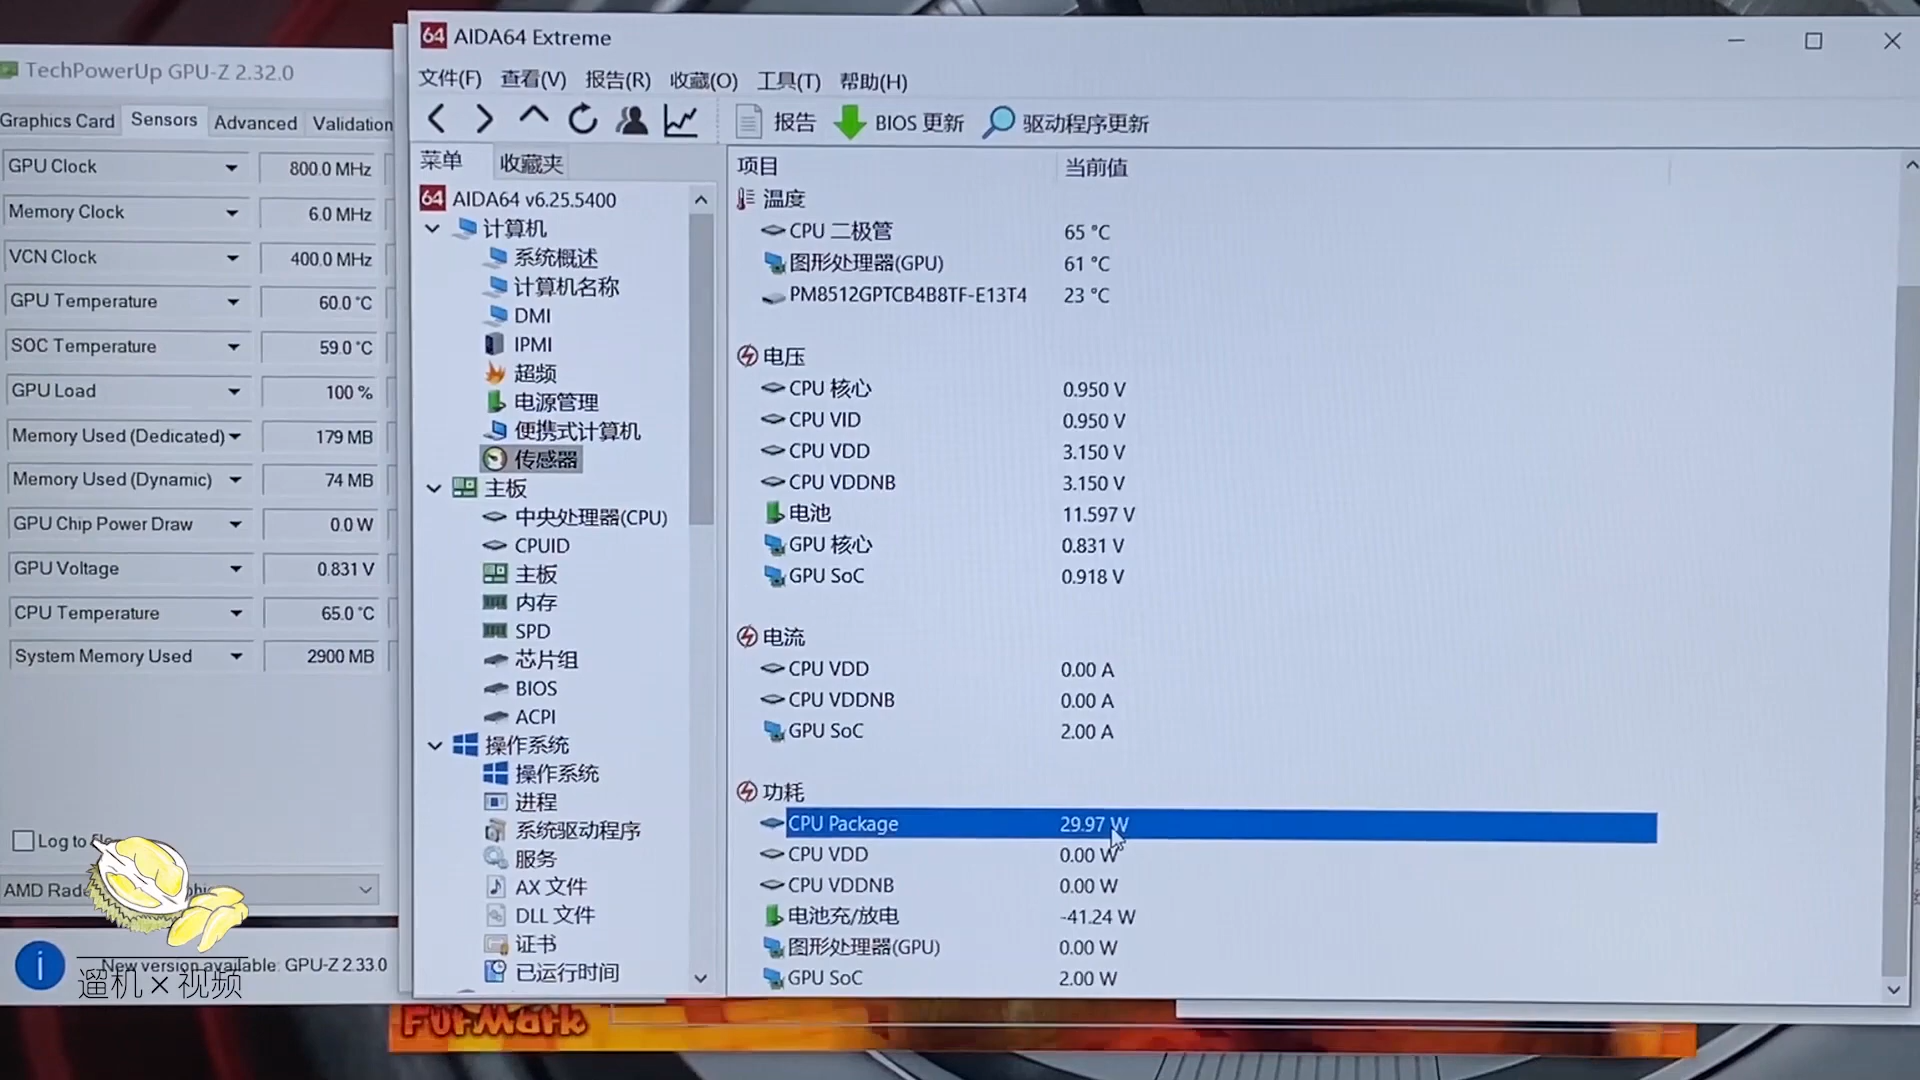 TechPowerUp GPU-Z 2.32.0
Graphics Card Sensors Advanced Validation
GPU Clock 800.0 MHz
Memory Clock 6.0 MHz
VCN Clock 400.0 MHz
GPU Temperature 60.0 °C
SOC Temperature 59.0 °C
GPU Load 100 %
Memory Used (Dedicated) 179 MB
Memory Used (Dynamic) 74 MB
GPU Chip Power Draw 0.0 W
GPU Voltage 0.831 V
CPU Temperature 65.0 °C
System Memory Used 2900 MB
Log to
AMD
New version available: GPU-Z 2.33.0
遛机×视频
64 AIDA64 Extreme
文件(F) 查看(V) 报告(R) 收藏(O) 工具(T) 帮助(H)
报告 BIOS 更新 驱动程序更新
菜单 收藏夹
64 AIDA64 v6.25.5400
计算机
系统概述
计算机名称
DMI
IPMI
超频
电源管理
便携式计算机
传感器
主板
中央处理器(CPU)
CPUID
主板
内存
SPD
芯片组
BIOS
ACPI
操作系统
操作系统
进程
系统驱动程序
服务
AX 文件
DLL 文件
证书
已运行时间
项目 当前值
温度
CPU 二极管 65 °C
图形处理器(GPU) 61 °C
PM8512GPTCB4B8TF-E13T4 23 °C
电压
CPU 核心 0.950 V
CPU VID 0.950 V
CPU VDD 3.150 V
CPU VDDNB 3.150 V
电池 11.597 V
GPU 核心 0.831 V
GPU SoC 0.918 V
电流
CPU VDD 0.00 A
CPU VDDNB 0.00 A
GPU SoC 2.00 A
功耗
CPU Package 29.97 W
CPU VDD 0.00 W
CPU VDDNB 0.00 W
电池充/放电 -41.24 W
图形处理器(GPU) 0.00 W
GPU SoC 2.00 W
FurMark